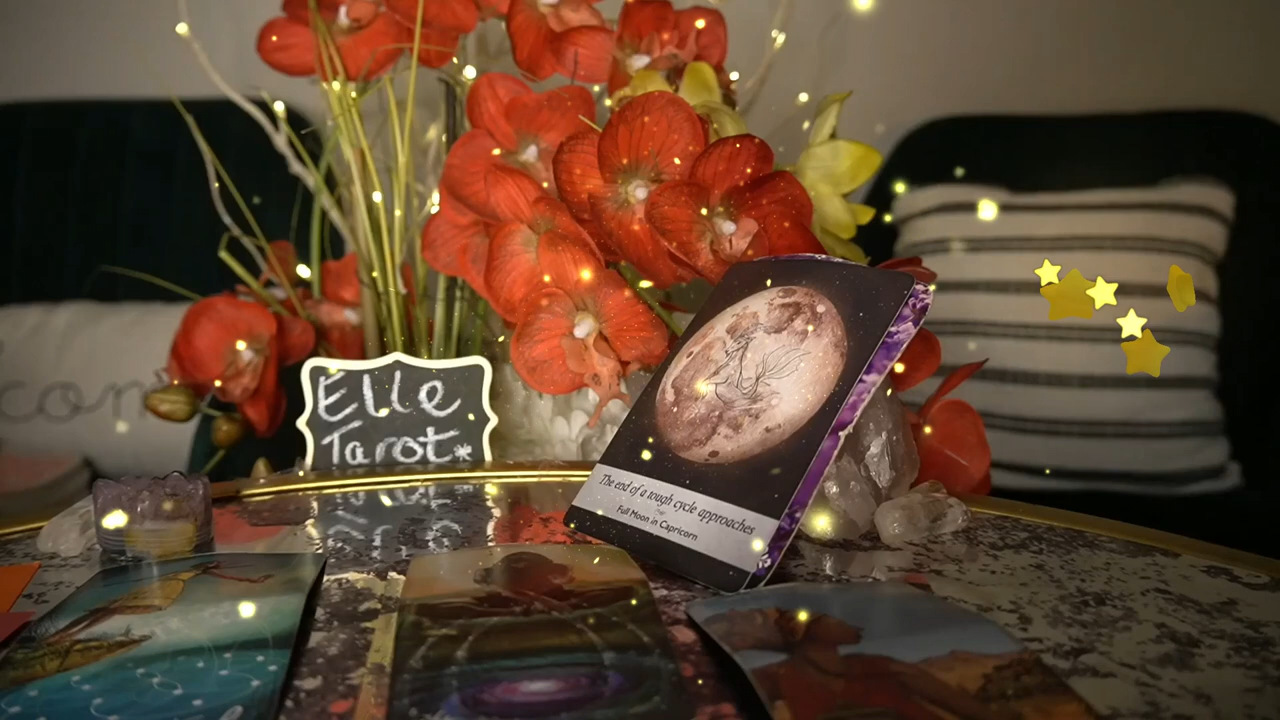 Elle
Tarot*
The end of a tough cycle approaches
Full Moon in Capricorn